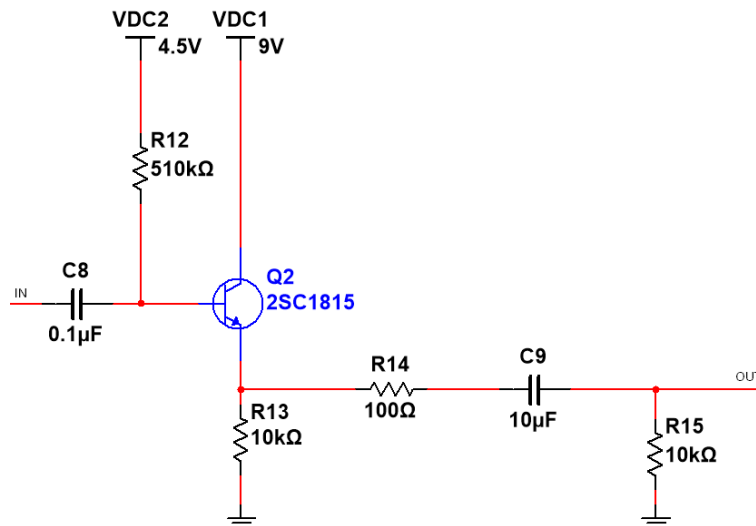 VDC2
4.5V
VDC1
9V
R12
510kΩ
IN
C8
0.1µF
Q2
2SC1815
R14
100Ω
C9
10µF
OUT
R13
10kΩ
R15
10kΩ